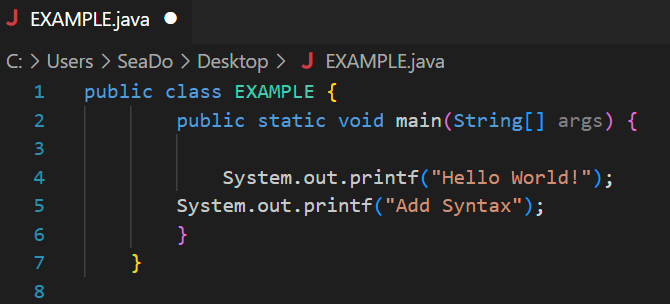 J EXAMPLE.java ●
C: > Users > SeaDo > Desktop > J EXAMPLE.java
1 public class EXAMPLE {
2 public static void main(String[] args) {
3
4 System.out.printf("Hello World!");
5 System.out.printf("Add Syntax");
6 }
7 }
8